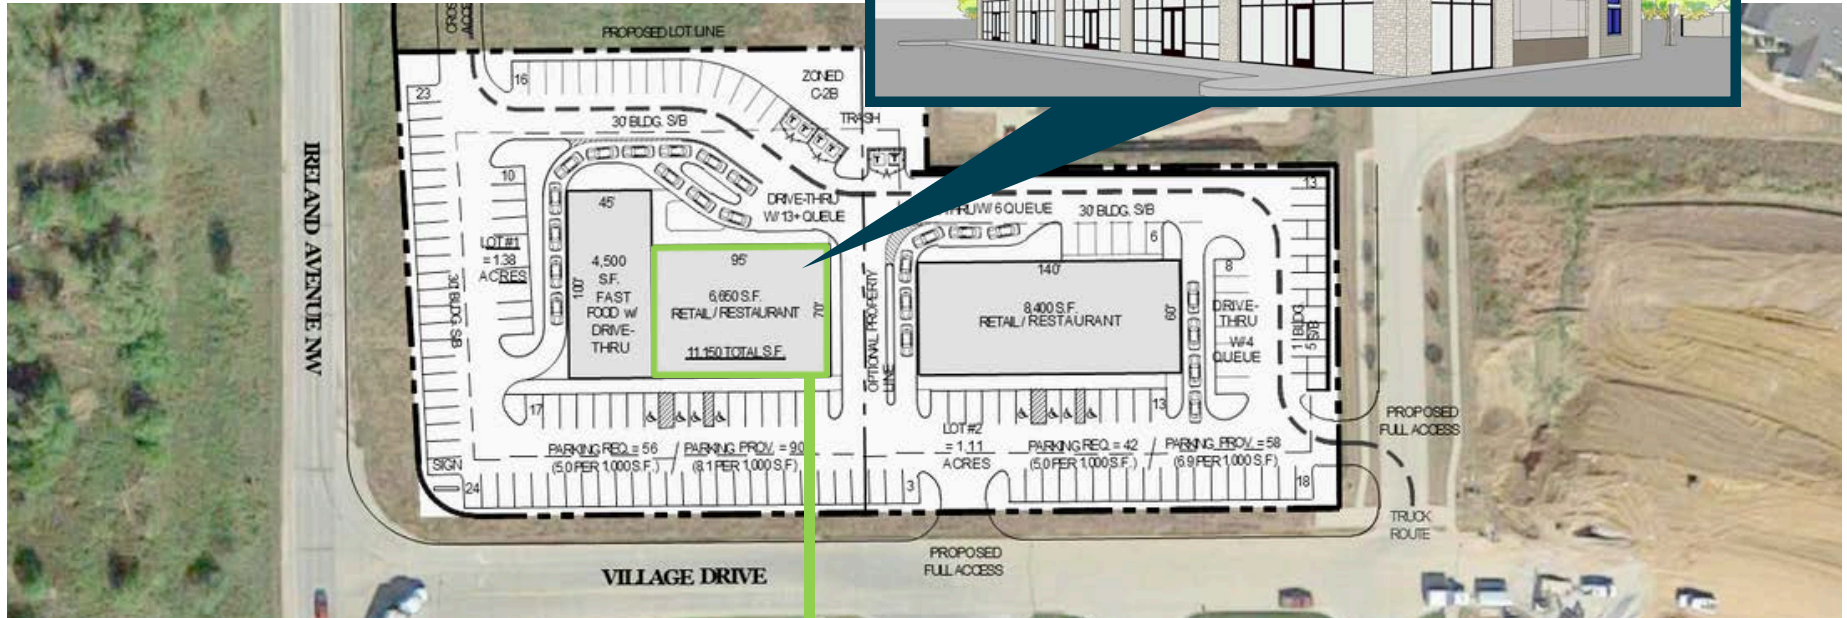 CROSS
ACCESS
PROPOSED LOT LINE
16
ZONED
C-2B
23
30' BLDG. S/B
TRASH
T T T T
T T
10
13
45'
DRIVE-THRU
W/ 13+ QUEUE
THRU W/ 6 QUEUE
30' BLDG. S/B
6
LOT #1
= 1.38
ACRES
30' BLDG. S/B
100'
4,500
S.F.
FAST
FOOD w/
DRIVE-
THRU
95'
6,650 S.F.
RETAIL / RESTAURANT
70'
11,150 TOTAL S.F.
OPTIONAL PROPERTY
LINE
140'
8,400 S.F.
RETAIL / RESTAURANT
60'
8
DRIVE-
THRU
W/ 4
QUEUE
IRELAND AVENUE NW
17
13
PARKING REQ. = 56 / PARKING PROV. = 90
(5.0 PER 1,000 S.F.) (8.1 PER 1,000 S.F.)
LOT #2
= 1.11
ACRES
PARKING REQ. = 42 / PARKING PROV. = 58
(5.0 PER 1,000 S.F.) (6.9 PER 1,000 S.F.)
PROPOSED
FULL ACCESS
SIGN
24
3
18
TRUCK
ROUTE
PROPOSED
FULL ACCESS
VILLAGE DRIVE